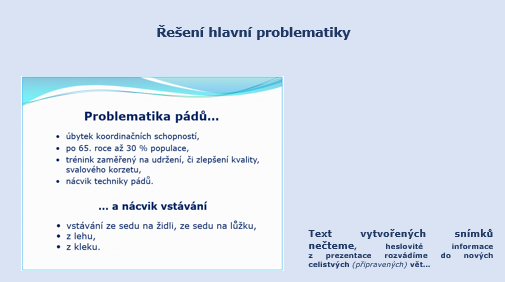 Řešení hlavní problematiky
Problematika pádů...
• úbytek koordinačních schopností,
• po 65. roce až 30 % populace,
• trénink zaměřený na udržení, či zlepšení kvality,
svalového korzetu,
• nácvik techniky pádů.
... a nácvik vstávání
• vstávání ze sedu na židli, ze sedu na lůžku,
• z lehu,
• z kleku.
Text vytvořených snímků
nečteme, heslovité informace
z prezentace rozvádíme do nových
celistvých (připravených) vět...